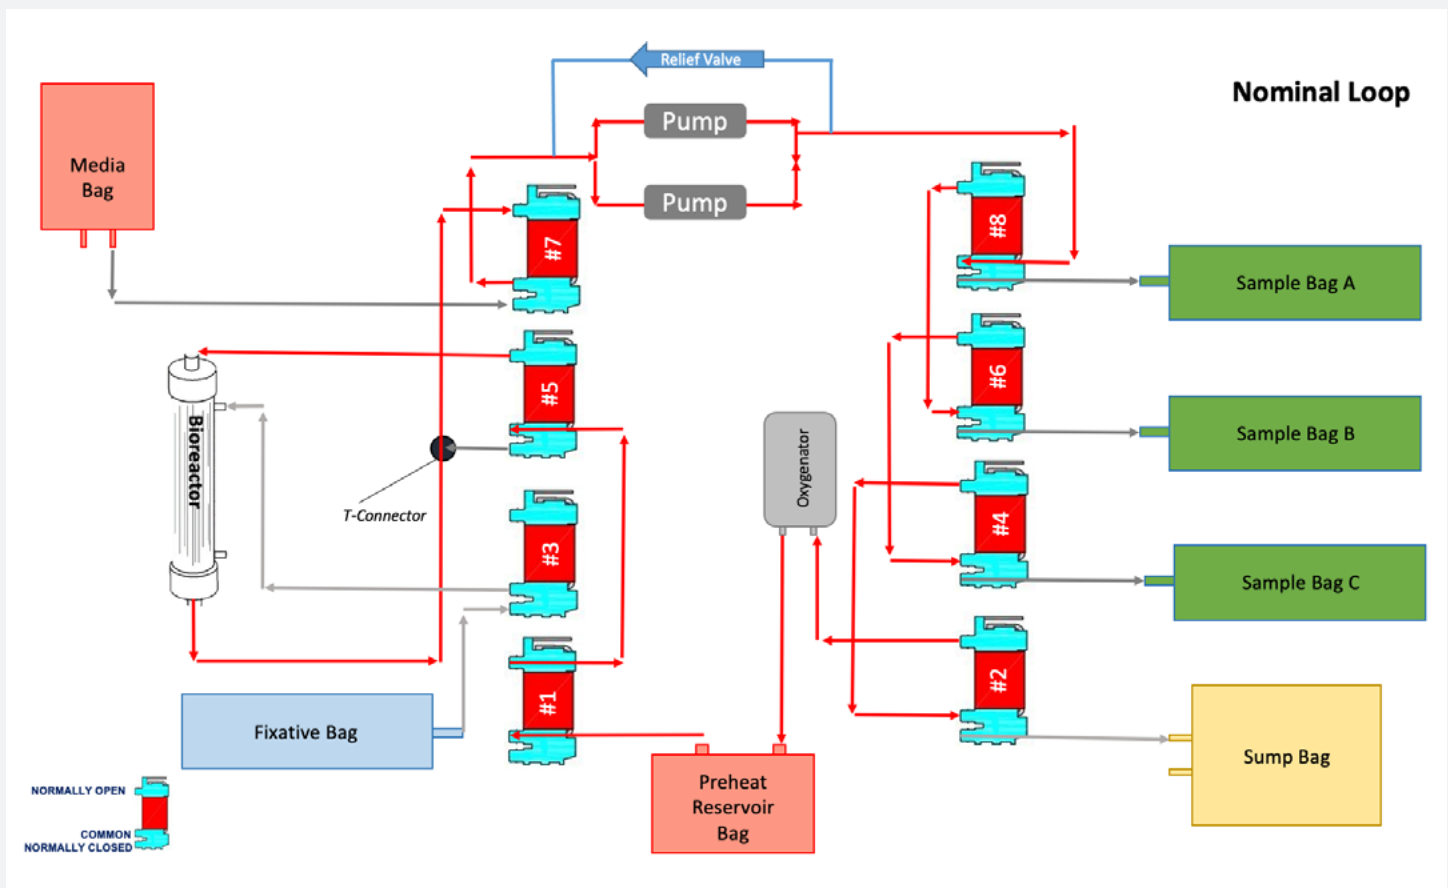 Relief Valve
Nominal Loop
Media
Bag
Pump
Pump
#7
#8
Sample Bag A
#5
#6
Sample Bag B
Bioreactor
Oxygenator
T-Connector
#3
#4
Sample Bag C
#1
#2
Fixative Bag
Preheat
Reservoir
Bag
Sump Bag
NORMALLY OPEN
COMMON
NORMALLY CLOSED